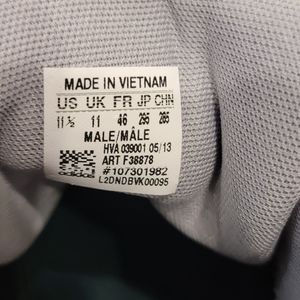 MADE IN VIETNAM
US UK FR JP CHN
11½ 11 46 295 285
MALE/MÂLE
HVA 039001 05/13
ART F38878
#107301982
L2DNDBVK00095